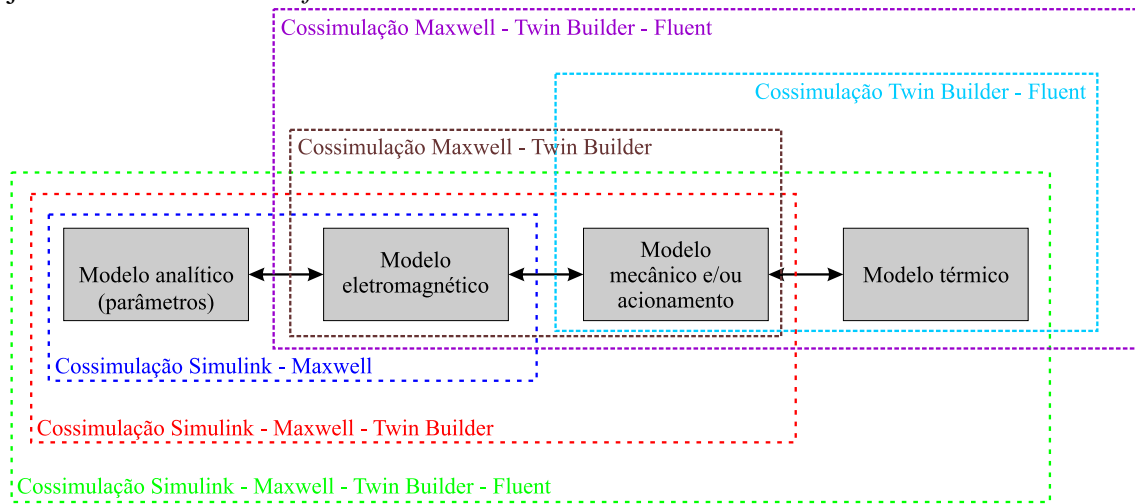 Cossimulação Maxwell - Twin Builder - Fluent
Cossimulação Twin Builder - Fluent
Cossimulação Maxwell - Twin Builder
Modelo analítico
(parâmetros)
Modelo
eletromagnético
Modelo
mecânico e/ou
acionamento
Modelo térmico
Cossimulação Simulink - Maxwell
Cossimulação Simulink - Maxwell - Twin Builder
Cossimulação Simulink - Maxwell - Twin Builder - Fluent